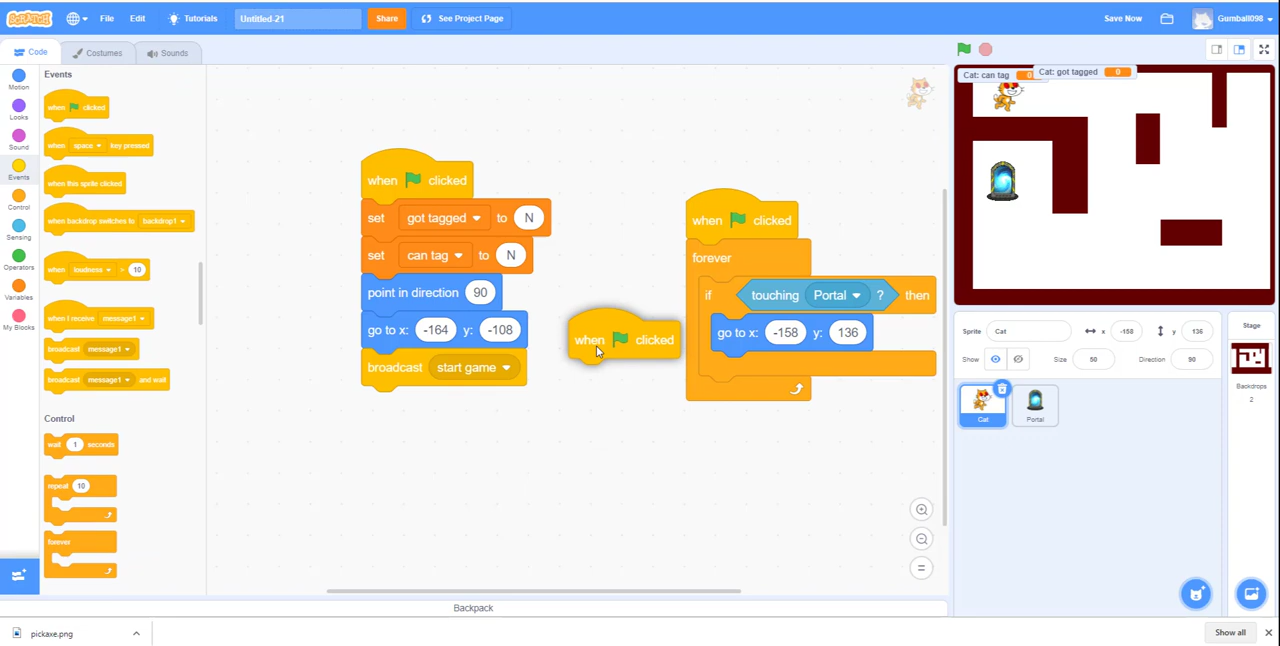 SCRATCH File Edit Tutorials Untitled-21 Share See Project Page Save Now Gumball098
Code Costumes Sounds
Motion
Looks
Sound
Events
Control
Sensing
Operators
Variables
My Blocks
Events
when clicked
when space key pressed
when this sprite clicked
when backdrop switches to backdrop1
when loudness > 10
when I receive message1
broadcast message1
broadcast message1 and wait
Control
wait 1 seconds
repeat 10
forever
when clicked
set got tagged to N
set can tag to N
point in direction 90
go to x: -164 y: -108
broadcast start game
when clicked
when clicked
forever
if touching Portal ? then
go to x: -158 y: 136
Backpack
Cat: can tag 0
Cat: got tagged 0
Sprite Cat x -158 y 136
Show Size 50 Direction 90
Cat
Portal
Stage
Backdrops
2
pickaxe.png
Show all